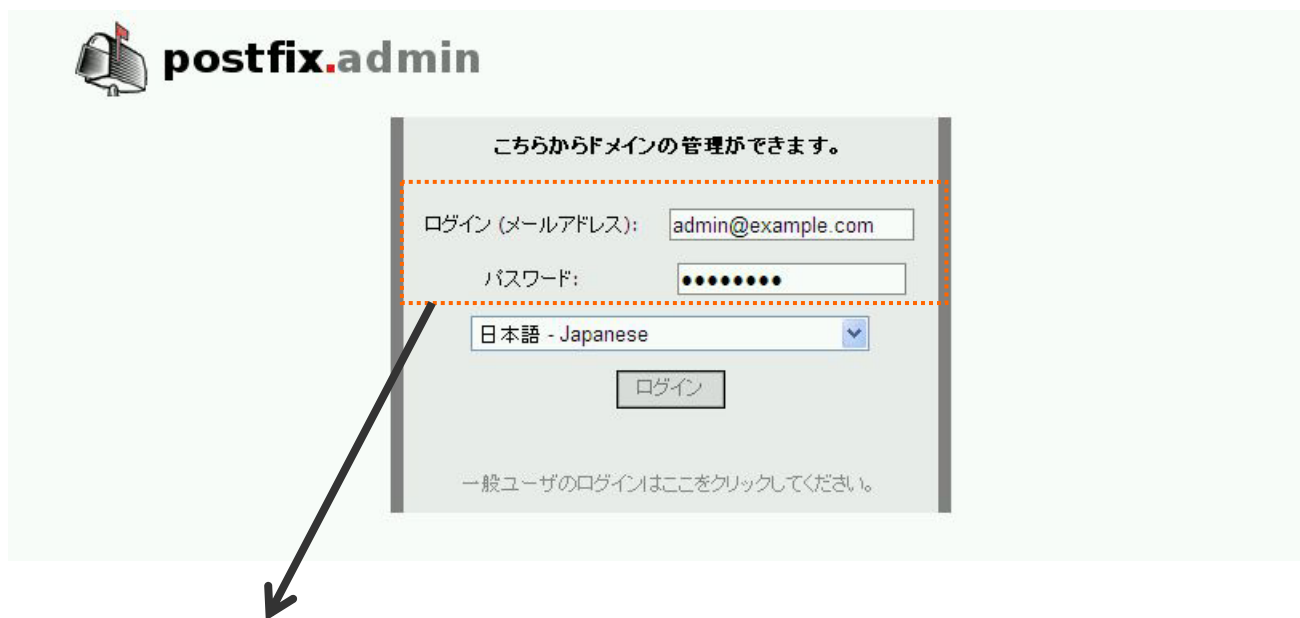 postfix.admin
こちらからドメインの管理ができます。
ログイン (メールアドレス): admin@example.com
パスワード: ●●●●●●●●
日本語 - Japanese
ログイン
一般ユーザのログインはここをクリックしてください。